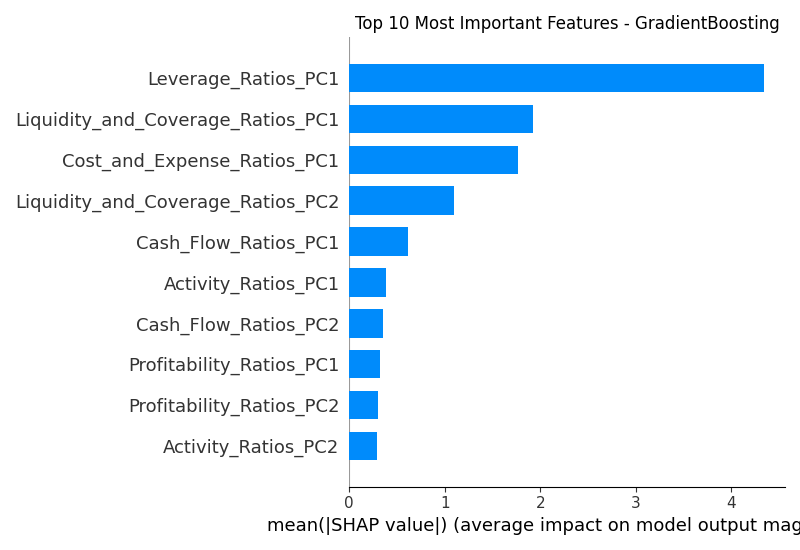 Top 10 Most Important Features - GradientBoosting
Leverage_Ratios_PC1
Liquidity_and_Coverage_Ratios_PC1
Cost_and_Expense_Ratios_PC1
Liquidity_and_Coverage_Ratios_PC2
Cash_Flow_Ratios_PC1
Activity_Ratios_PC1
Cash_Flow_Ratios_PC2
Profitability_Ratios_PC1
Profitability_Ratios_PC2
Activity_Ratios_PC2
0 1 2 3 4
mean(|SHAP value|) (average impact on model output mag